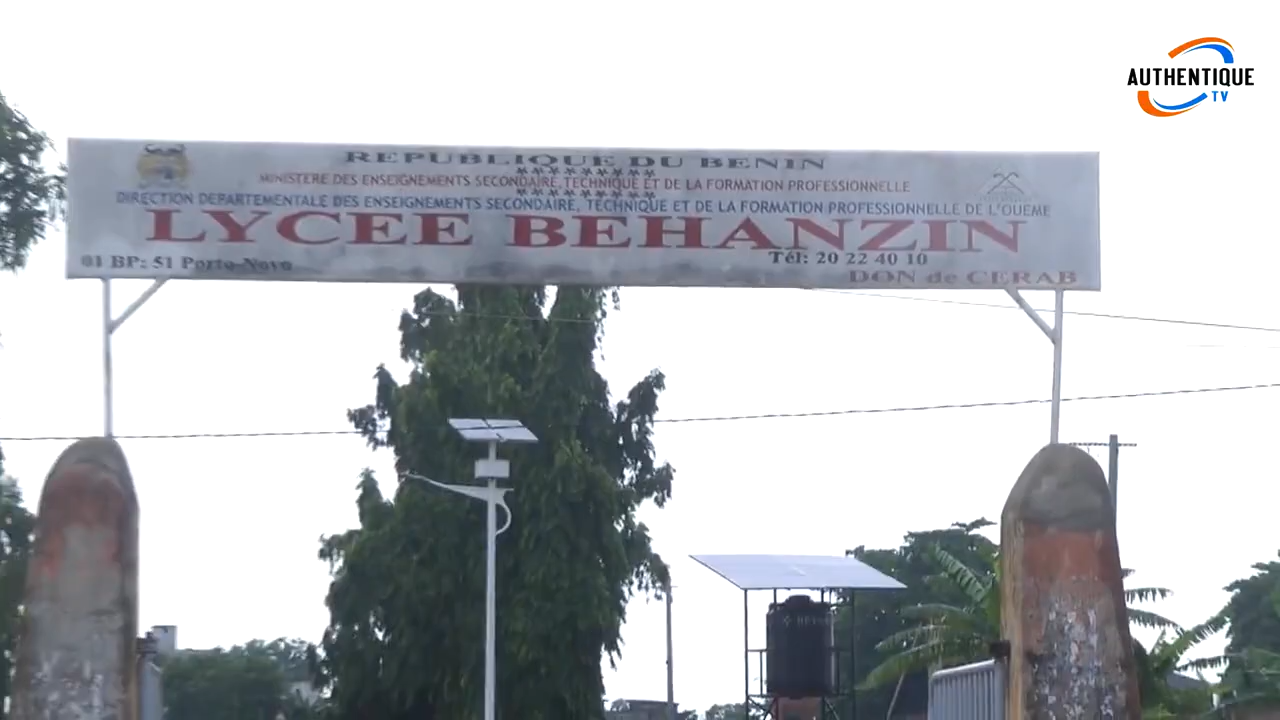 AUTHENTIQUE
TV
REPUBLIQUE DU BENIN
MINISTERE DES ENSEIGNEMENTS SECONDAIRE, TECHNIQUE ET DE LA FORMATION PROFESSIONNELLE
DIRECTION DEPARTEMENTALE DES ENSEIGNEMENTS SECONDAIRE, TECHNIQUE ET DE LA FORMATION PROFESSIONNELLE DE L'OUEME
LYCEE BEHANZIN
01 BP: 51 Porto-Novo
Tél: 20 22 40 10
DON de CERAB